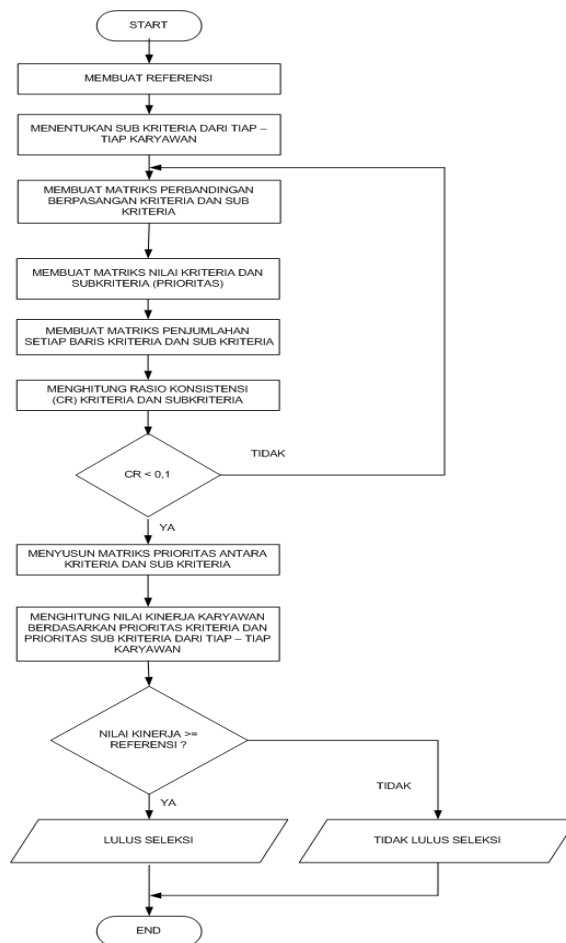 START
MEMBUAT REFERENSI
MENENTUKAN SUB KRITERIA DARI TIAP –
TIAP KARYAWAN
MEMBUAT MATRIKS PERBANDINGAN
BERPASANGAN KRITERIA DAN SUB
KRITERIA
MEMBUAT MATRIKS NILAI KRITERIA DAN
SUBKRITERIA (PRIORITAS)
MEMBUAT MATRIKS PENJUMLAHAN
SETIAP BARIS KRITERIA DAN SUB KRITERIA
MENGHITUNG RASIO KONSISTENSI
(CR) KRITERIA DAN SUBKRITERIA
TIDAK
CR < 0,1
YA
MENYUSUN MATRIKS PRIORITAS ANTARA
KRITERIA DAN SUB KRITERIA
MENGHITUNG NILAI KINERJA KARYAWAN
BERDASARKAN PRIORITAS KRITERIA DAN
PRIORITAS SUB KRITERIA DARI TIAP – TIAP
KARYAWAN
NILAI KINERJA >=
REFERENSI ?
TIDAK
YA
LULUS SELEKSI
TIDAK LULUS SELEKSI
END